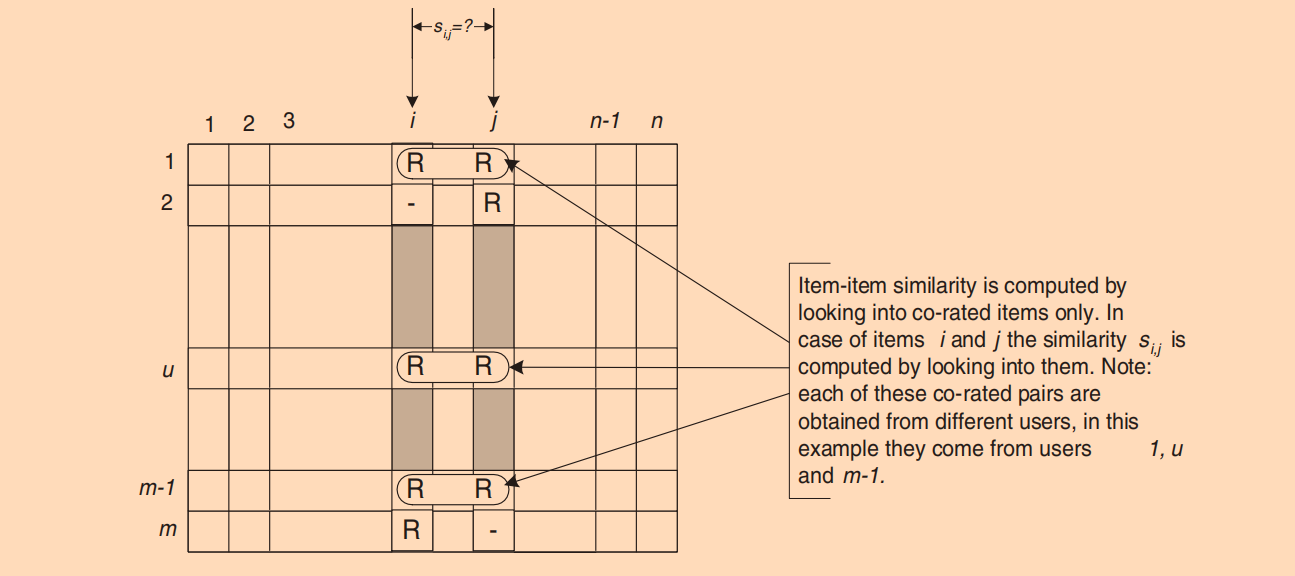 s i,j =?
1 2 3 i j n-1 n
1 R R
2 - R
u R R
m-1 R R
m R -
Item-item similarity is computed by
looking into co-rated items only. In
case of items i and j the similarity s i,j is
computed by looking into them. Note:
each of these co-rated pairs are
obtained from different users, in this
example they come from users 1, u
and m-1.